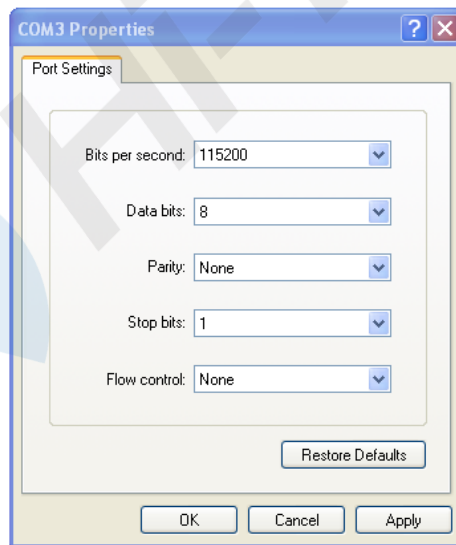 COM3 Properties
Port Settings
Bits per second: 115200
Data bits: 8
Parity: None
Stop bits: 1
Flow control: None
Restore Defaults
OK Cancel Apply